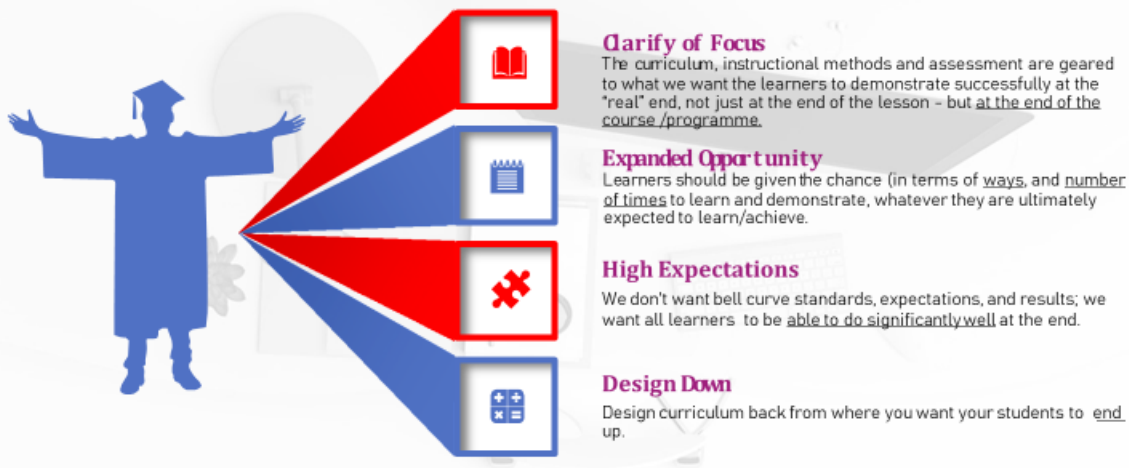 Clarify of Focus
The curriculum, instructional methods and assessment are geared
to what we want the learners to demonstrate successfully at the
"real" end, not just at the end of the lesson – but at the end of the
course /programme.
Expanded Opportunity
Learners should be given the chance (in terms of ways, and number
of times to learn and demonstrate, whatever they are ultimately
expected to learn/achieve.
High Expectations
We don't want bell curve standards, expectations, and results; we
want all learners to be able to do significantly well at the end.
Design Down
Design curriculum back from where you want your students to end
up.